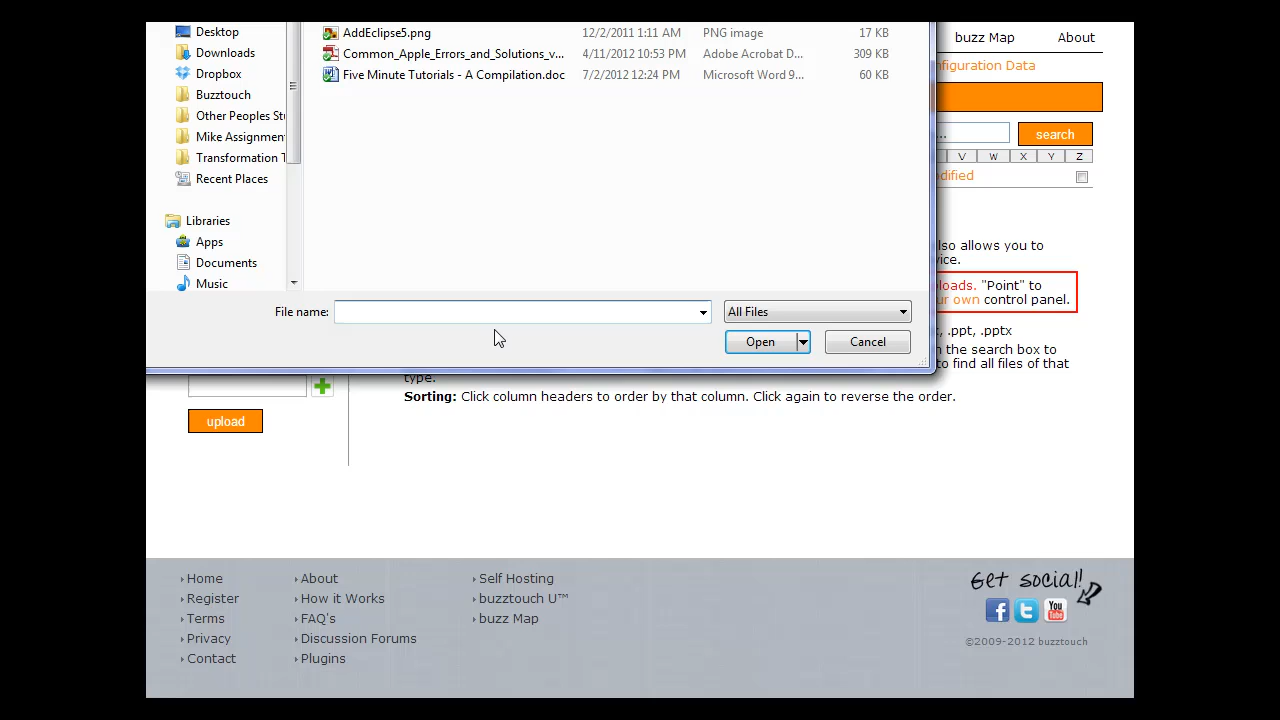 Desktop
Downloads
Dropbox
Buzztouch
Other Peoples Stu
Mike Assignmen
Transformation T
Recent Places
Libraries
Apps
Documents
Music
AddEclipse5.png 12/2/2011 1:11 AM PNG image 17 KB
Common_Apple_Errors_and_Solutions_v... 4/11/2012 10:53 PM Adobe Acrobat D... 309 KB
Five Minute Tutorials - A Compilation.doc 7/2/2012 12:24 PM Microsoft Word 9... 60 KB
File name: All Files
Open Cancel
buzz Map About
figuration Data
... search
V W X Y Z
dified
lso allows you to
vice.
loads. "Point" to
ur own control panel.
, .ppt, .pptx
n the search box to
to find all files of that
type.
Sorting: Click column headers to order by that column. Click again to reverse the order.
upload
Home
Register
Terms
Privacy
Contact
About
How it Works
FAQ's
Discussion Forums
Plugins
Self Hosting
buzztouch U™
buzz Map
Get social!
f t You Tube
©2009-2012 buzztouch